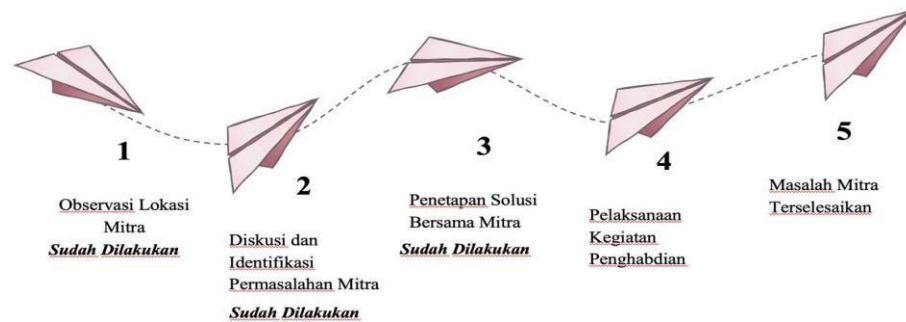 1
Observasi Lokasi
Mitra
Sudah Dilakukan
2
Diskusi dan
Identifikasi
Permasalahan Mitra
Sudah Dilakukan
3
Penetapan Solusi
Bersama Mitra
Sudah Dilakukan
4
Pelaksanaan
Kegiatan
Penghabdian
5
Masalah Mitra
Terselesaikan